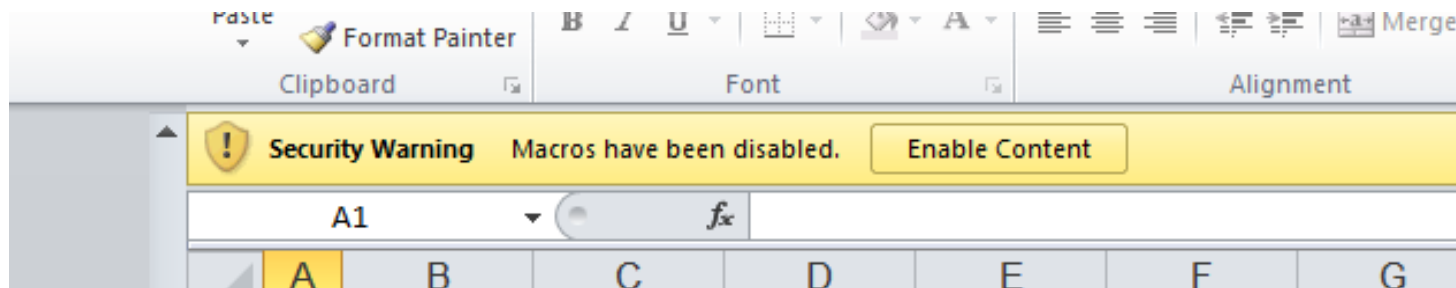 Paste
Format Painter
B I U A Merge
Clipboard Font Alignment
Security Warning Macros have been disabled. Enable Content
A1 fx
A B C D E F G